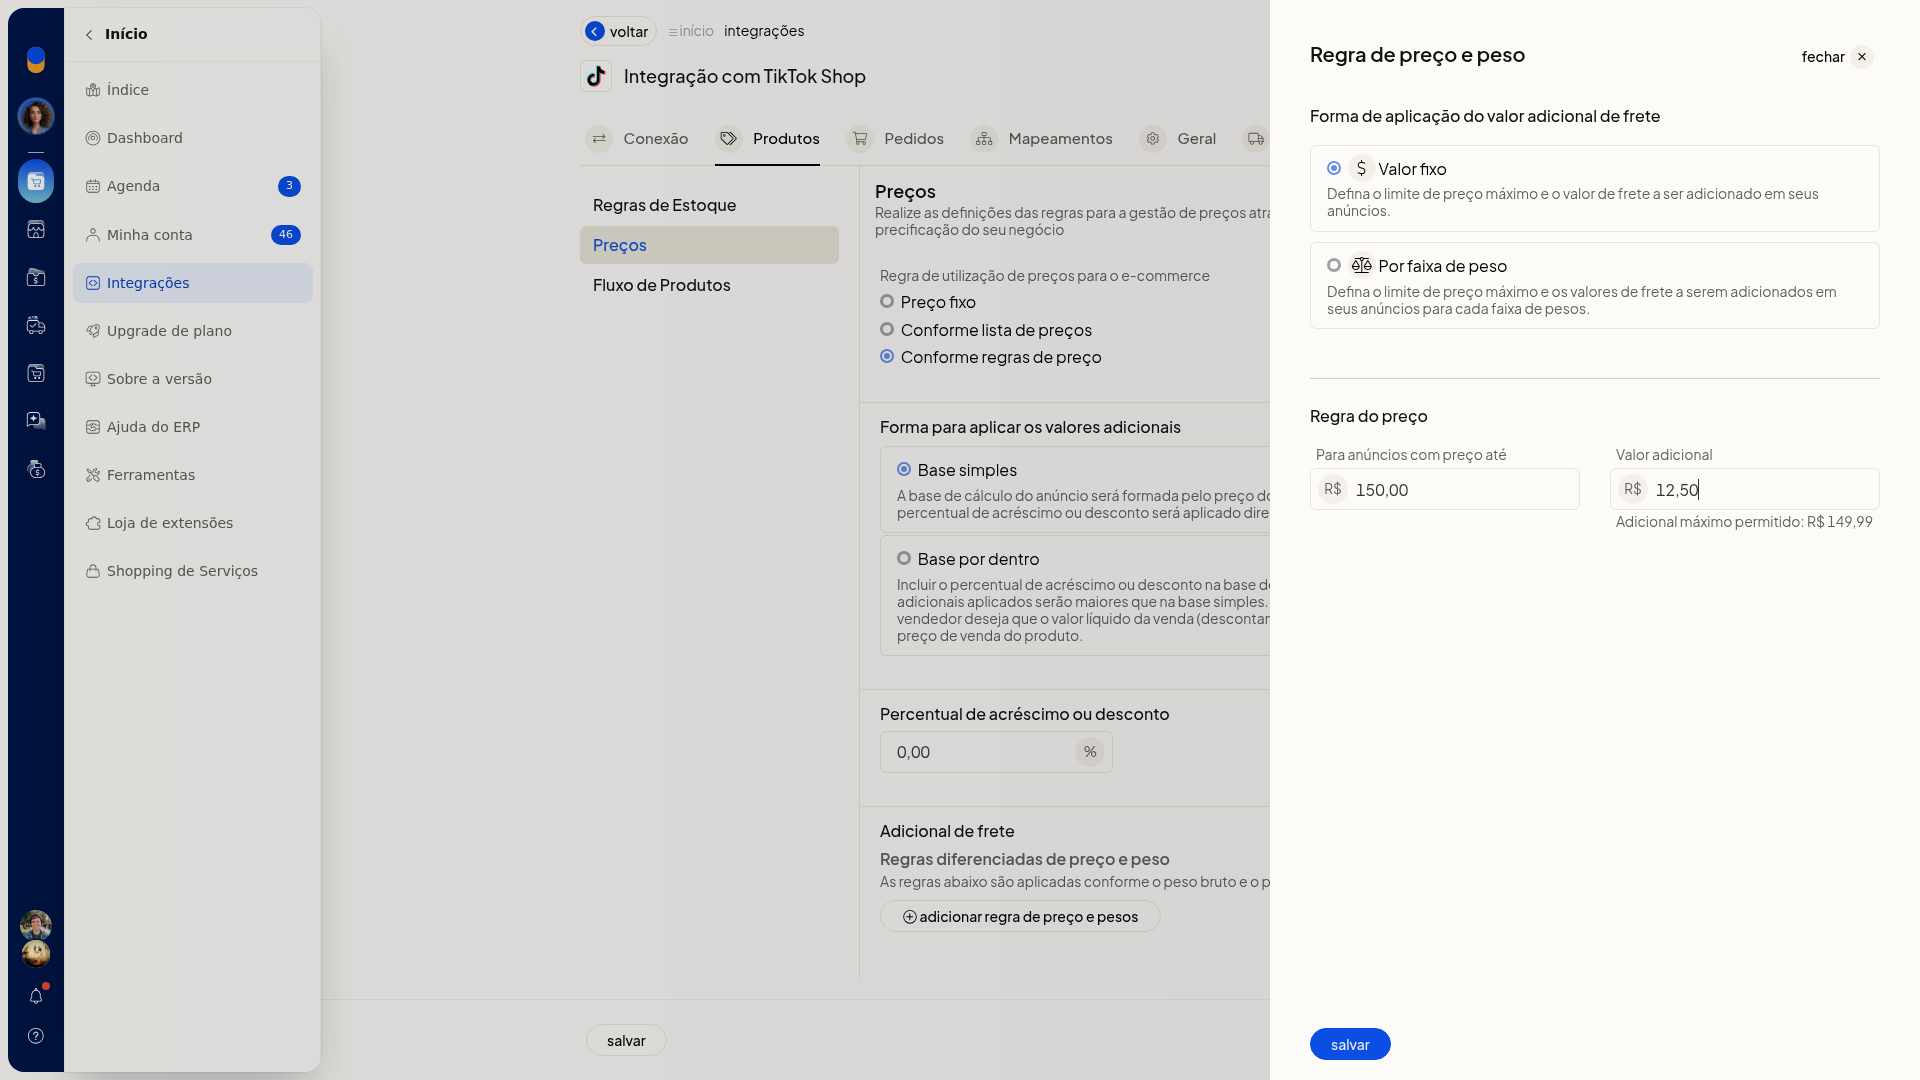 Início
Índice
Dashboard
Agenda
3
Minha conta
46
Integrações
Upgrade de plano
Sobre a versão
Ajuda do ERP
Ferramentas
Loja de extensões
Shopping de Serviços
voltar
início
integrações
Integração com TikTok Shop
Conexão
Produtos
Pedidos
Mapeamentos
Geral
Regras de Estoque
Preços
Fluxo de Produtos
Preços
Realize as definições das regras para a gestão de preços
precificação do seu negócio
Regra de utilização de preços para o e-commerce
Preço fixo
Conforme lista de preços
Conforme regras de preço
Forma para aplicar os valores adicionais
Base simples
A base de cálculo do anúncio será formada pelo preço
percentual de acréscimo ou desconto será aplicado
Base por dentro
Incluir o percentual de acréscimo ou desconto na base
adicionais aplicados serão maiores que na base simples.
vendedor deseja que o valor líquido da venda
preço de venda do produto.
Percentual de acréscimo ou desconto
0,00
%
Adicional de frete
Regras diferenciadas de preço e peso
As regras abaixo são aplicadas conforme o peso bruto e o
adicionar regra de preço e pesos
salvar
Regra de preço e peso
fechar
Forma de aplicação do valor adicional de frete
$ Valor fixo
Defina o limite de preço máximo e o valor de frete a ser adicionado em seus
anúncios.
Por faixa de peso
Defina o limite de preço máximo e os valores de frete a serem adicionados em
seus anúncios para cada faixa de pesos.
Regra do preço
Para anúncios com preço até
R$ 150,00
Valor adicional
R$ 12,50
Adicional máximo permitido: R$ 149,99
salvar